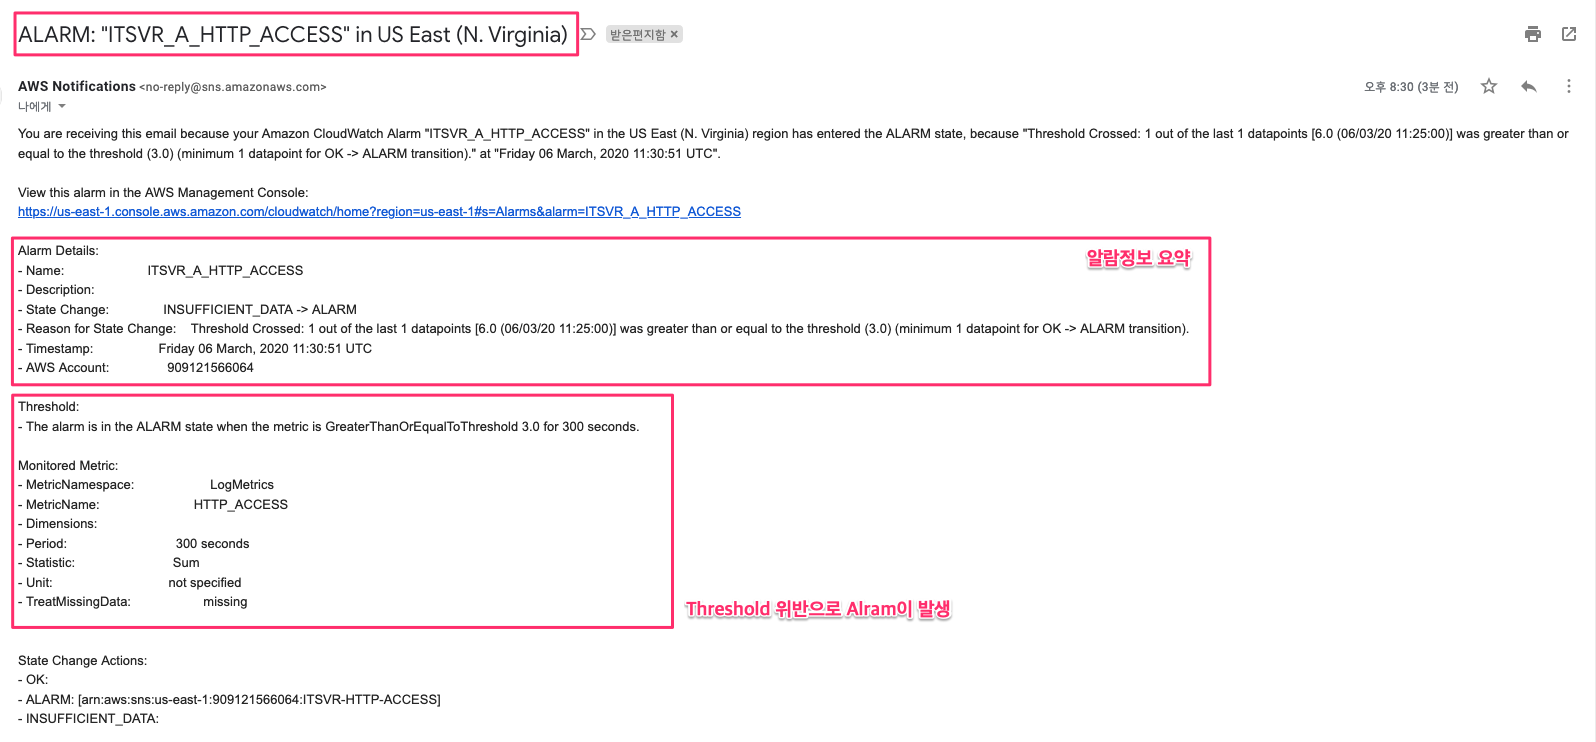 ALARM: "ITSVR_A_HTTP_ACCESS" in US East (N. Virginia) 받은편지함 ×
AWS Notifications <no-reply@sns.amazonaws.com> 오후 8:30 (3분 전)
나에게
You are receiving this email because your Amazon CloudWatch Alarm "ITSVR_A_HTTP_ACCESS" in the US East (N. Virginia) region has entered the ALARM state, because "Threshold Crossed: 1 out of the last 1 datapoints [6.0 (06/03/20 11:25:00)] was greater than or
equal to the threshold (3.0) (minimum 1 datapoint for OK -> ALARM transition)." at "Friday 06 March, 2020 11:30:51 UTC".
View this alarm in the AWS Management Console:
https://us-east-1.console.aws.amazon.com/cloudwatch/home?region=us-east-1#s=Alarms&alarm=ITSVR_A_HTTP_ACCESS
Alarm Details:
알람정보 요약
- Name: ITSVR_A_HTTP_ACCESS
- Description:
- State Change: INSUFFICIENT_DATA -> ALARM
- Reason for State Change: Threshold Crossed: 1 out of the last 1 datapoints [6.0 (06/03/20 11:25:00)] was greater than or equal to the threshold (3.0) (minimum 1 datapoint for OK -> ALARM transition).
- Timestamp: Friday 06 March, 2020 11:30:51 UTC
- AWS Account: 909121566064
Threshold:
- The alarm is in the ALARM state when the metric is GreaterThanOrEqualToThreshold 3.0 for 300 seconds.
Monitored Metric:
- MetricNamespace: LogMetrics
- MetricName: HTTP_ACCESS
- Dimensions:
- Period: 300 seconds
- Statistic: Sum
- Unit: not specified
- TreatMissingData: missing
Threshold 위반으로 Alram이 발생
State Change Actions:
- OK:
- ALARM: [arn:aws:sns:us-east-1:909121566064:ITSVR-HTTP-ACCESS]
- INSUFFICIENT_DATA: